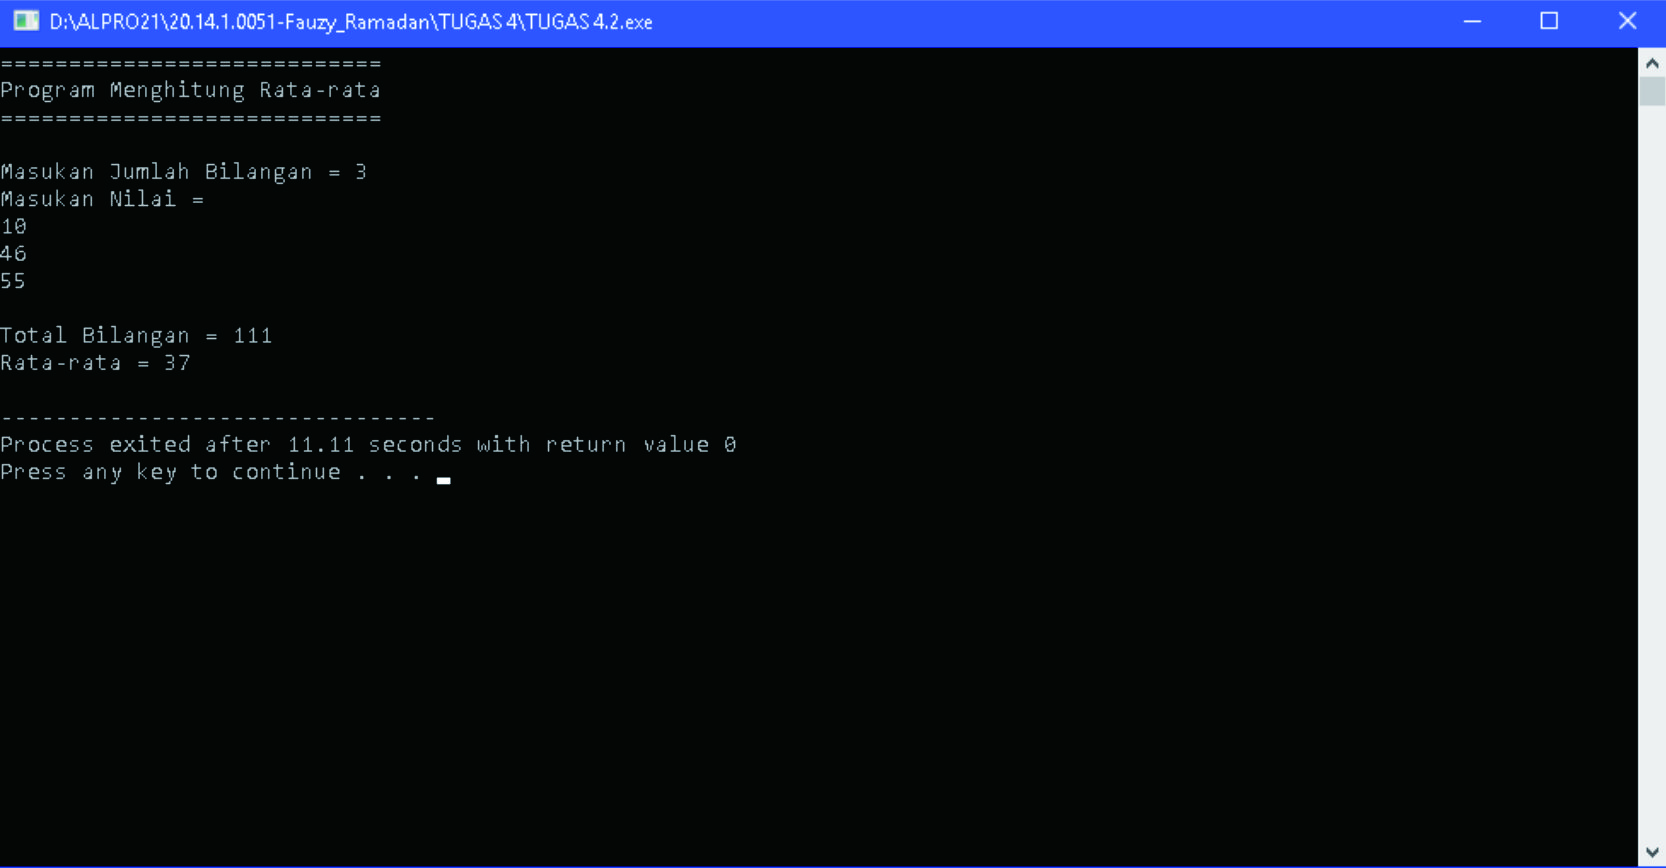 D:\ALPRO21\20.14.1.0051-Fauzy_Ramadan\TUGAS 4\TUGAS 4.2.exe
============================
Program Menghitung Rata-rata
============================
Masukan Jumlah Bilangan = 3
Masukan Nilai =
10
46
55
Total Bilangan = 111
Rata-rata = 37
--------------------------------
Process exited after 11.11 seconds with return value 0
Press any key to continue . . .